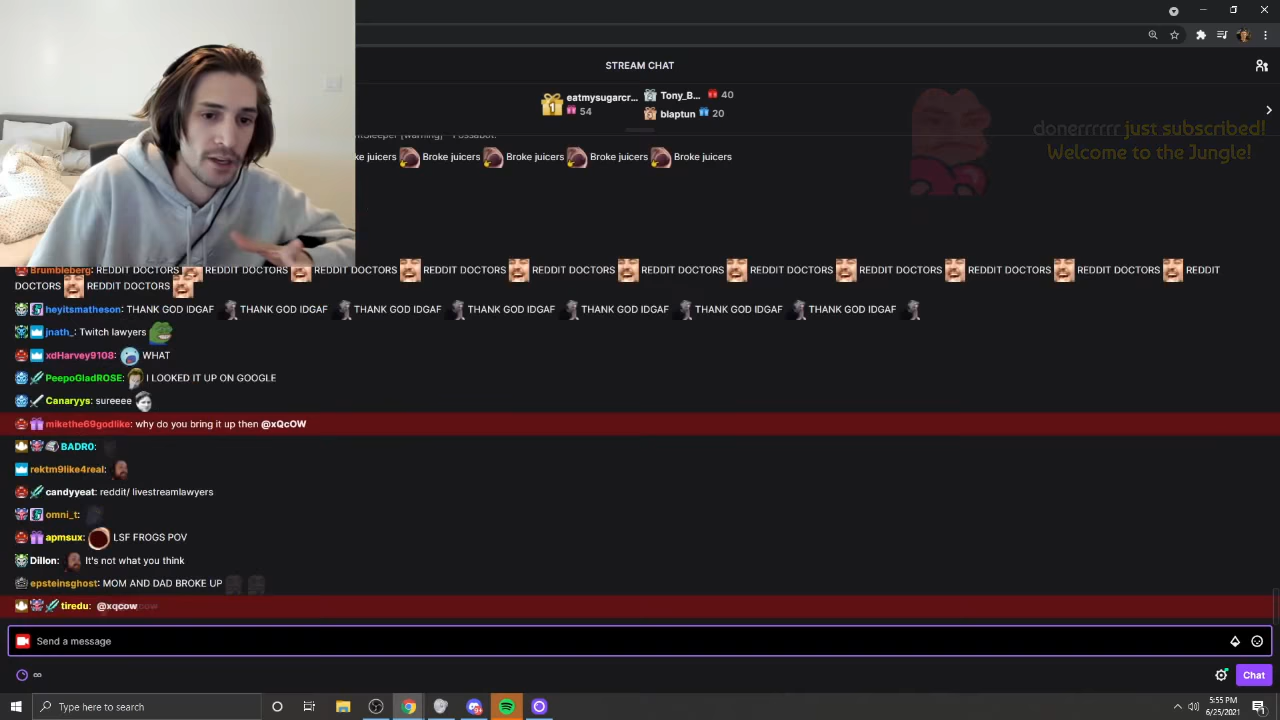 STREAM CHAT
eatmysugarcr... 54
Tony_B... 40
blaptun 20
donerrrrrr just subscribed!
Welcome to the Jungle!
ke juicers Broke juicers Broke juicers Broke juicers Broke juicers
Brumbleberg: REDDIT DOCTORS REDDIT DOCTORS REDDIT DOCTORS REDDIT DOCTORS REDDIT DOCTORS REDDIT DOCTORS REDDIT DOCTORS REDDIT DOCTORS REDDIT DOCTORS REDDIT DOCTORS REDDIT
DOCTORS REDDIT DOCTORS
heyitsmatheson: THANK GOD IDGAF THANK GOD IDGAF THANK GOD IDGAF THANK GOD IDGAF THANK GOD IDGAF THANK GOD IDGAF THANK GOD IDGAF
jnath_: Twitch lawyers
xdHarvey9108: WHAT
PeepoGladROSE: I LOOKED IT UP ON GOOGLE
Canaryys: sureeee
mikethe69godlike: why do you bring it up then @xQcOW
BADR0:
rektm9like4real:
candyyeat: reddit/ livestreamlawyers
omni_t:
apmsux: LSF FROGS POV
Dillon: It's not what you think
epsteinsghost: MOM AND DAD BROKE UP
tiredu: @xqcow
Send a message
∞
Chat
Type here to search
5:55 PM
6/25/2021